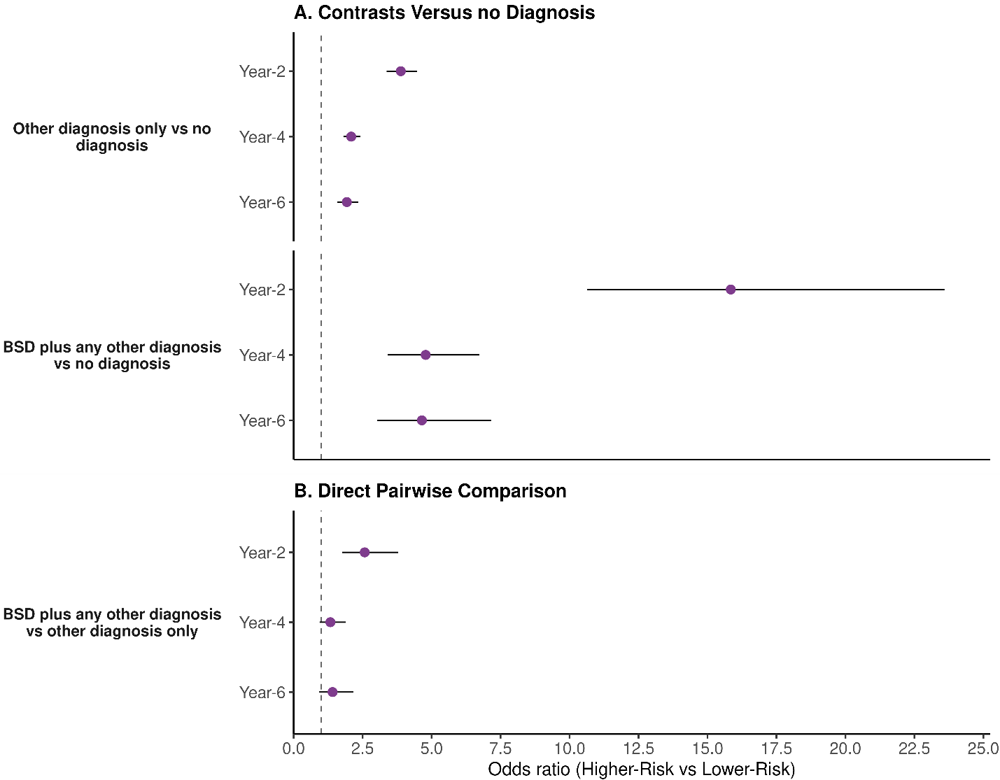 A. Contrasts Versus no Diagnosis
Other diagnosis only vs no
diagnosis
Year-2
Year-4
Year-6
BSD plus any other diagnosis
vs no diagnosis
Year-2
Year-4
Year-6
B. Direct Pairwise Comparison
BSD plus any other diagnosis
vs other diagnosis only
Year-2
Year-4
Year-6
0.0 2.5 5.0 7.5 10.0 12.5 15.0 17.5 20.0 22.5 25.0
Odds ratio (Higher-Risk vs Lower-Risk)